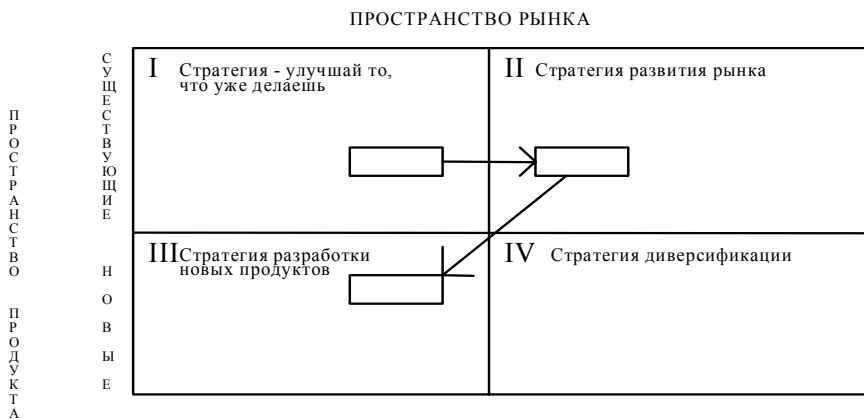 ПРОСТРАНСТВО РЫНКА
ПРОСТРАНСТВО ПРОДУКТА
СУЩЕСТВУЮЩИЕ
НОВЫЕ
I Стратегия - улучшай то,
что уже делаешь
II Стратегия развития рынка
III Стратегия разработки
новых продуктов
IV Стратегия диверсификации